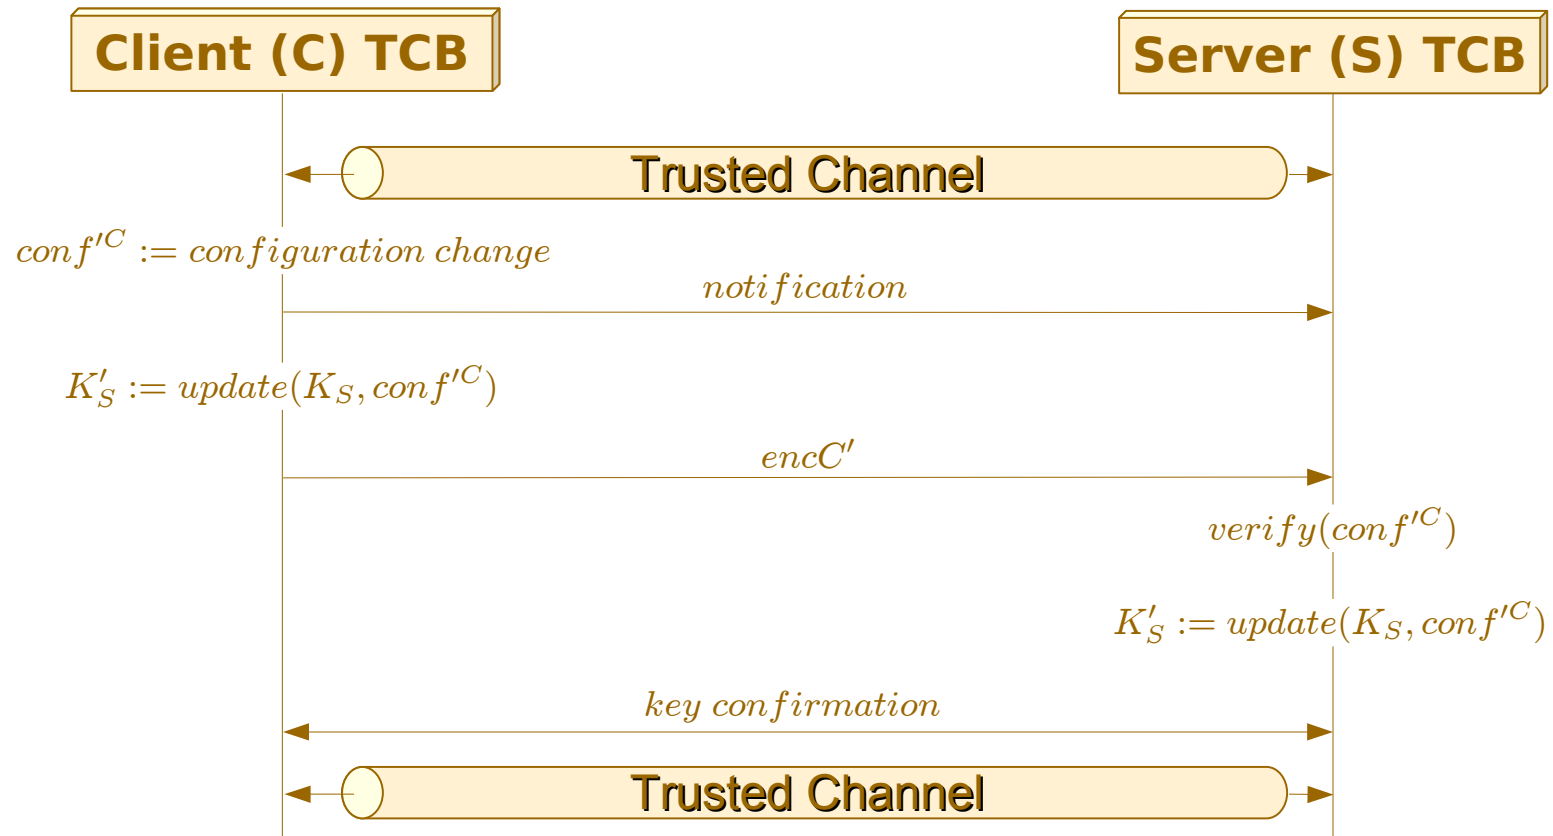 Client (C) TCB
Server (S) TCB
Trusted Channel
conf′ᶜ := configuration change
notification
K′_S := update(K_S, conf′ᶜ)
encC′
verify(conf′ᶜ)
K′_S := update(K_S, conf′ᶜ)
key confirmation
Trusted Channel